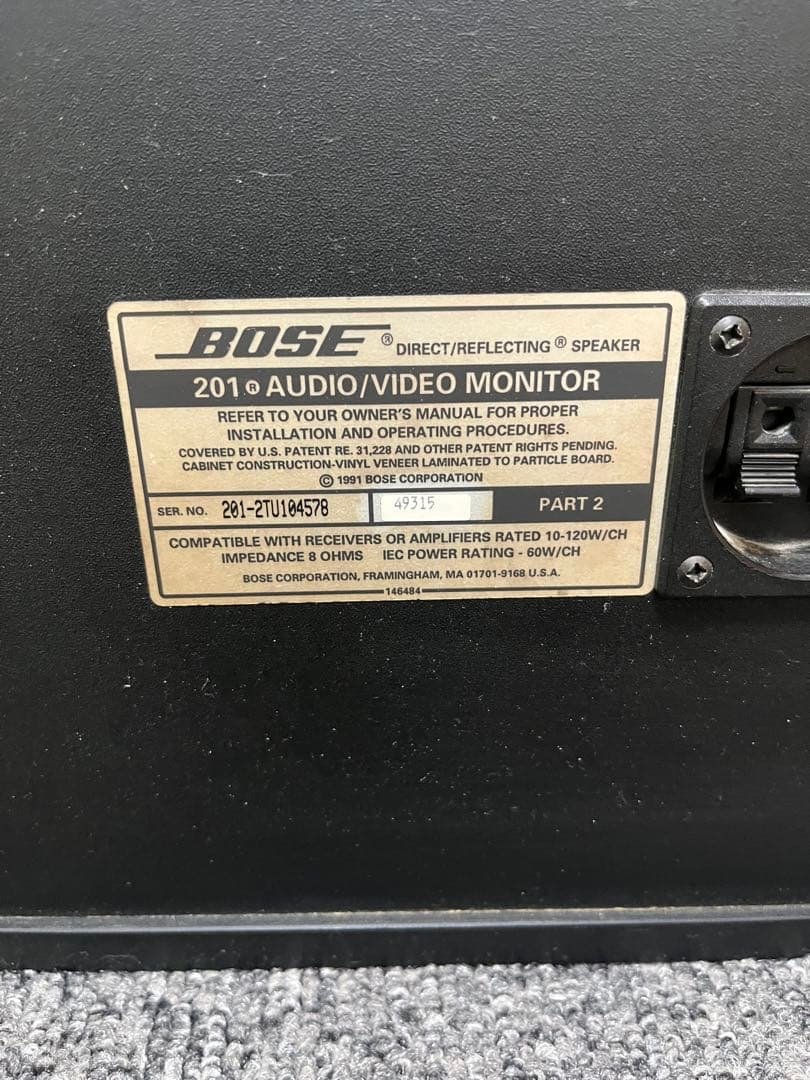 BOSE® DIRECT/REFLECTING® SPEAKER
201® AUDIO/VIDEO MONITOR
REFER TO YOUR OWNER'S MANUAL FOR PROPER
INSTALLATION AND OPERATING PROCEDURES.
COVERED BY U.S. PATENT RE. 31,228 AND OTHER PATENT RIGHTS PENDING.
CABINET CONSTRUCTION-VINYL VENEER LAMINATED TO PARTICLE BOARD.
© 1991 BOSE CORPORATION
SER. NO. 201-2TU104578 49315 PART 2
COMPATIBLE WITH RECEIVERS OR AMPLIFIERS RATED 10-120W/CH
IMPEDANCE 8 OHMS IEC POWER RATING - 60W/CH
BOSE CORPORATION, FRAMINGHAM, MA 01701-9168 U.S.A.
146484